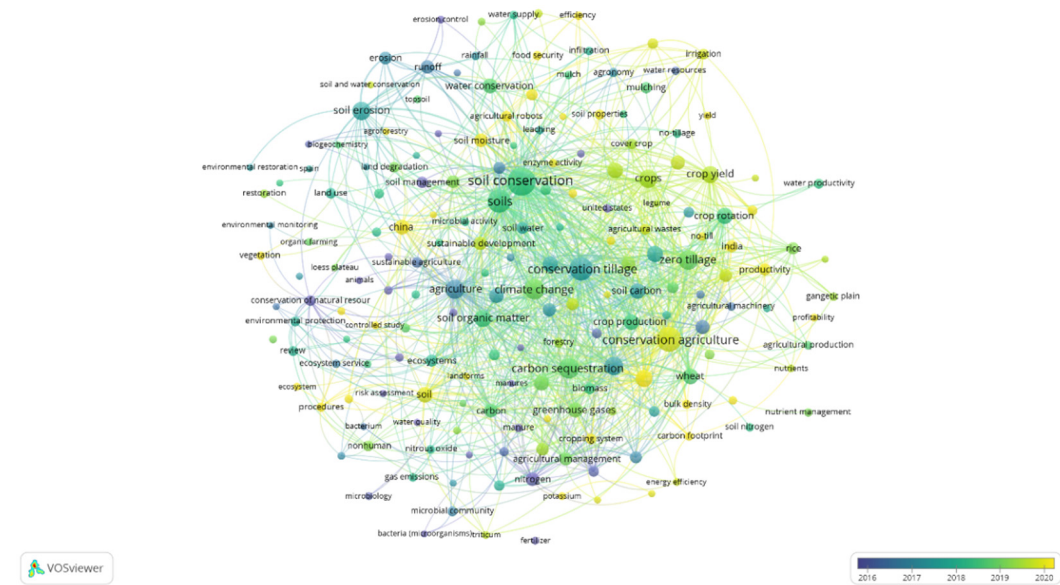 water supply
efficiency
erosion control
irrigation
infiltration
rainfall
food security
erosion
runoff
water resources
agronomy
mulch
soil and water conservation
water conservation
mulching
topsoil
soil erosion
agricultural robots
soil properties
yield
leaching
agroforestry
no-tillage
soil moisture
biogeochemistry
cover crop
enzyme activity
environmental restoration
spain
land degradation
crop yield
crops
soil conservation
soil management
water productivity
restoration
land use
soils
legume
united states
crop rotation
microbial activity
environmental monitoring
china
soil water
agricultural wastes
no-till
organic farming
sustainable development
india
rice
vegetation
zero tillage
sustainable agriculture
loess plateau
conservation tillage
productivity
animals
agriculture
climate change
soil carbon
gangetic plain
conservation of natural resour
agricultural machinery
soil organic matter
profitability
environmental protection
controlled study
crop production
conservation agriculture
forestry
agricultural production
review
ecosystem service
ecosystems
carbon sequestration
nutrients
landforms
wheat
manures
ecosystem
biomass
risk assessment
soil
procedures
bulk density
carbon
greenhouse gases
nutrient management
water quality
bacterium
manure
soil nitrogen
carbon footprint
cropping system
nonhuman
nitrous oxide
agricultural management
gas emissions
nitrogen
energy efficiency
microbiology
potassium
microbial community
bacteria (microorganisms)
triticum
fertilizer
VOSviewer
2016 2017 2018 2019 2020